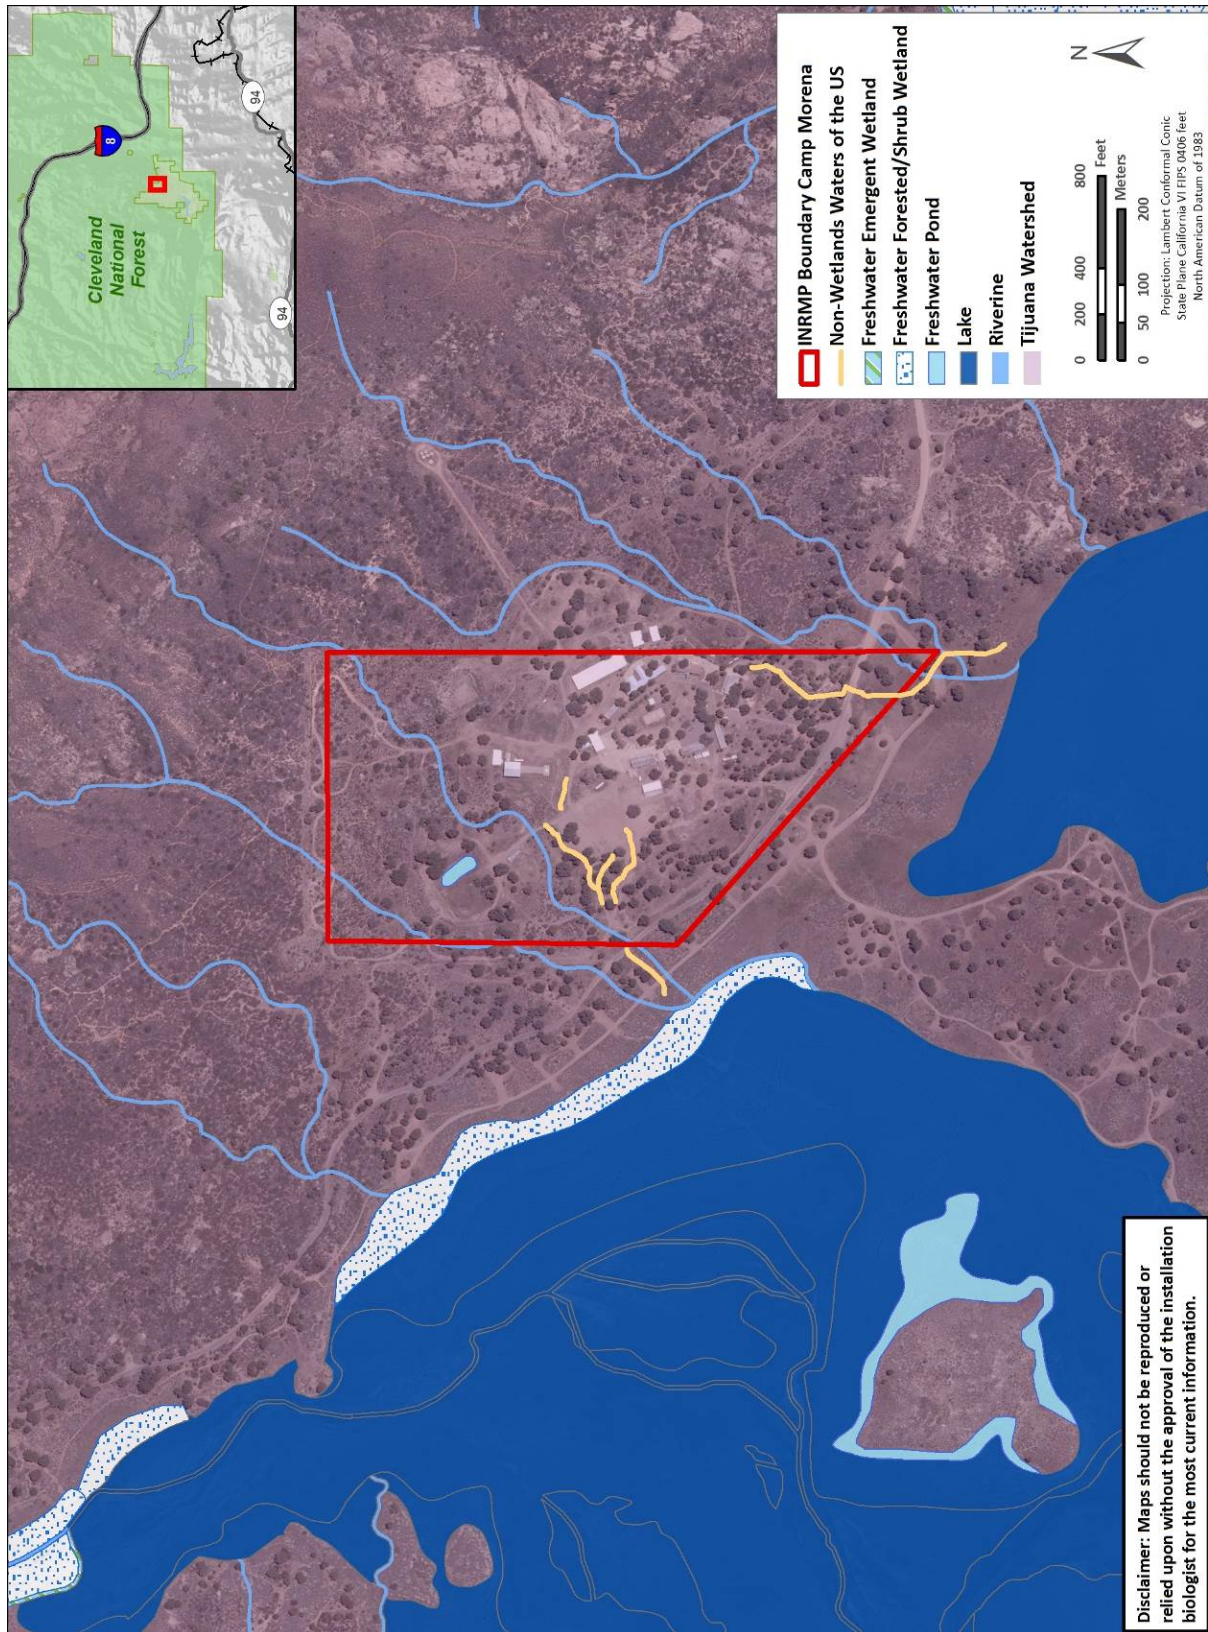 Cleveland
National
Forest
8
94
94
INRMP Boundary Camp Morena
Non-Wetlands Waters of the US
Freshwater Emergent Wetland
Freshwater Forested/Shrub Wetland
Freshwater Pond
Lake
Riverine
Tijuana Watershed
N
0 200 400 800
Feet
Meters
0 50 100 200
Projection: Lambert Conformal Conic
State Plane California VI FIPS 0406 feet
North American Datum of 1983
Disclaimer: Maps should not be reproduced or
relied upon without the approval of the installation
biologist for the most current information.